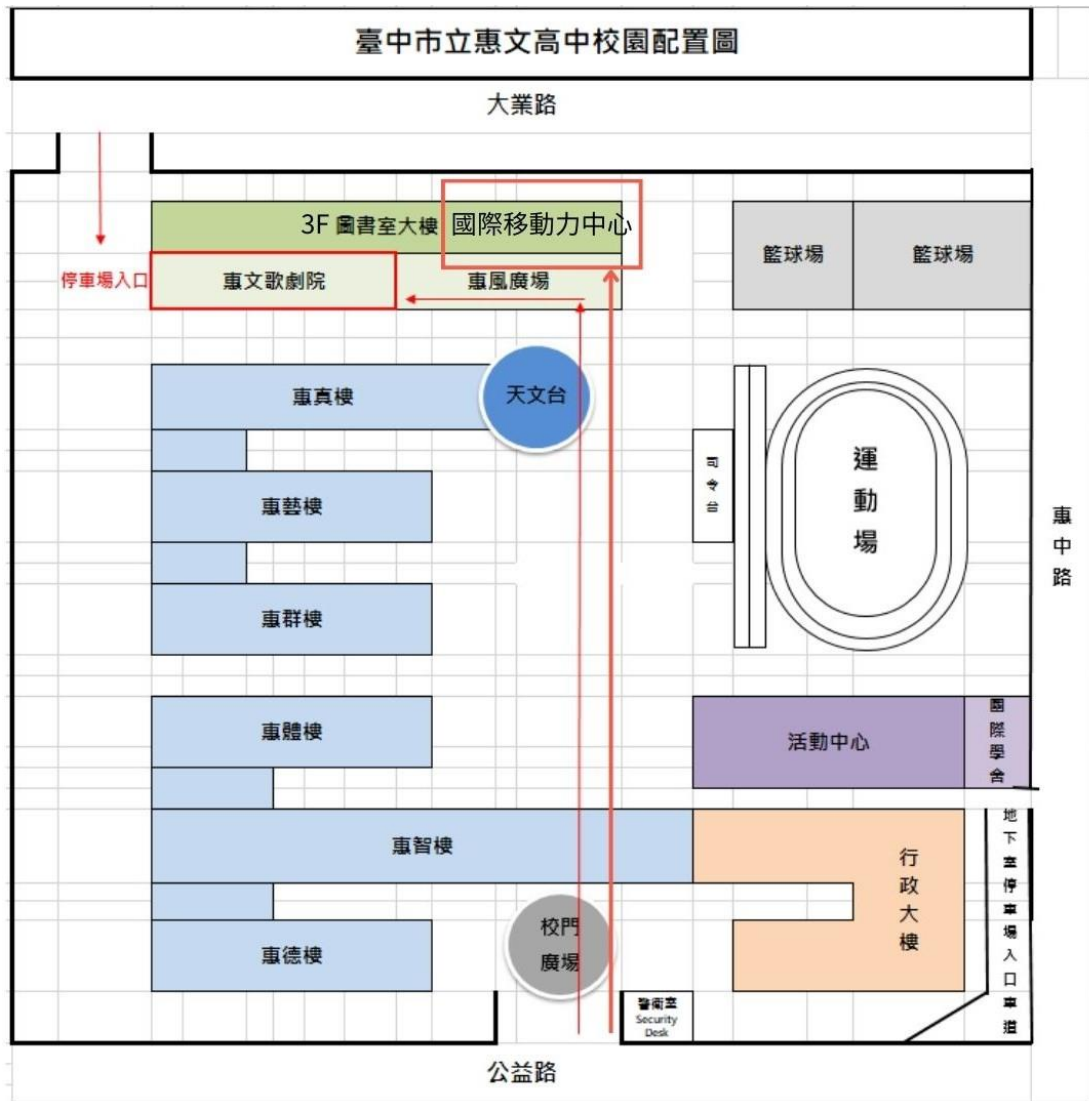 臺中市立惠文高中校園配置圖
大業路
3F 圖書室大樓
國際移動力中心
籃球場
籃球場
停車場入口
惠文歌劇院
惠風廣場
惠真樓
天文台
司令台
運動場
惠藝樓
惠中路
惠群樓
惠體樓
活動中心
國際學舍
惠智樓
行政大樓
地下室停車場入口車道
校門
廣場
惠德樓
警衛室
Security
Desk
公益路